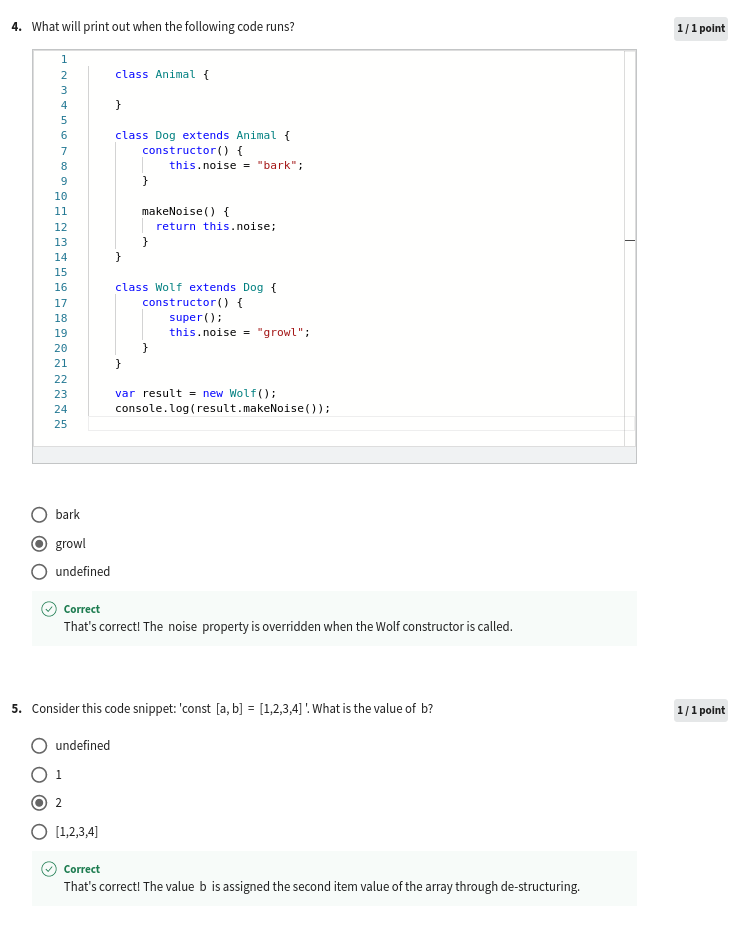 4. What will print out when the following code runs?
1 / 1 point
1
2 class Animal {
3
4 }
5
6 class Dog extends Animal {
7 constructor() {
8 this.noise = "bark";
9 }
10
11 makeNoise() {
12 return this.noise;
13 }
14 }
15
16 class Wolf extends Dog {
17 constructor() {
18 super();
19 this.noise = "growl";
20 }
21 }
22
23 var result = new Wolf();
24 console.log(result.makeNoise());
25
bark
growl
undefined
Correct
That's correct! The noise property is overridden when the Wolf constructor is called.
5. Consider this code snippet: 'const [a, b] = [1,2,3,4] '. What is the value of b?
1 / 1 point
undefined
1
2
[1,2,3,4]
Correct
That's correct! The value b is assigned the second item value of the array through de-structuring.